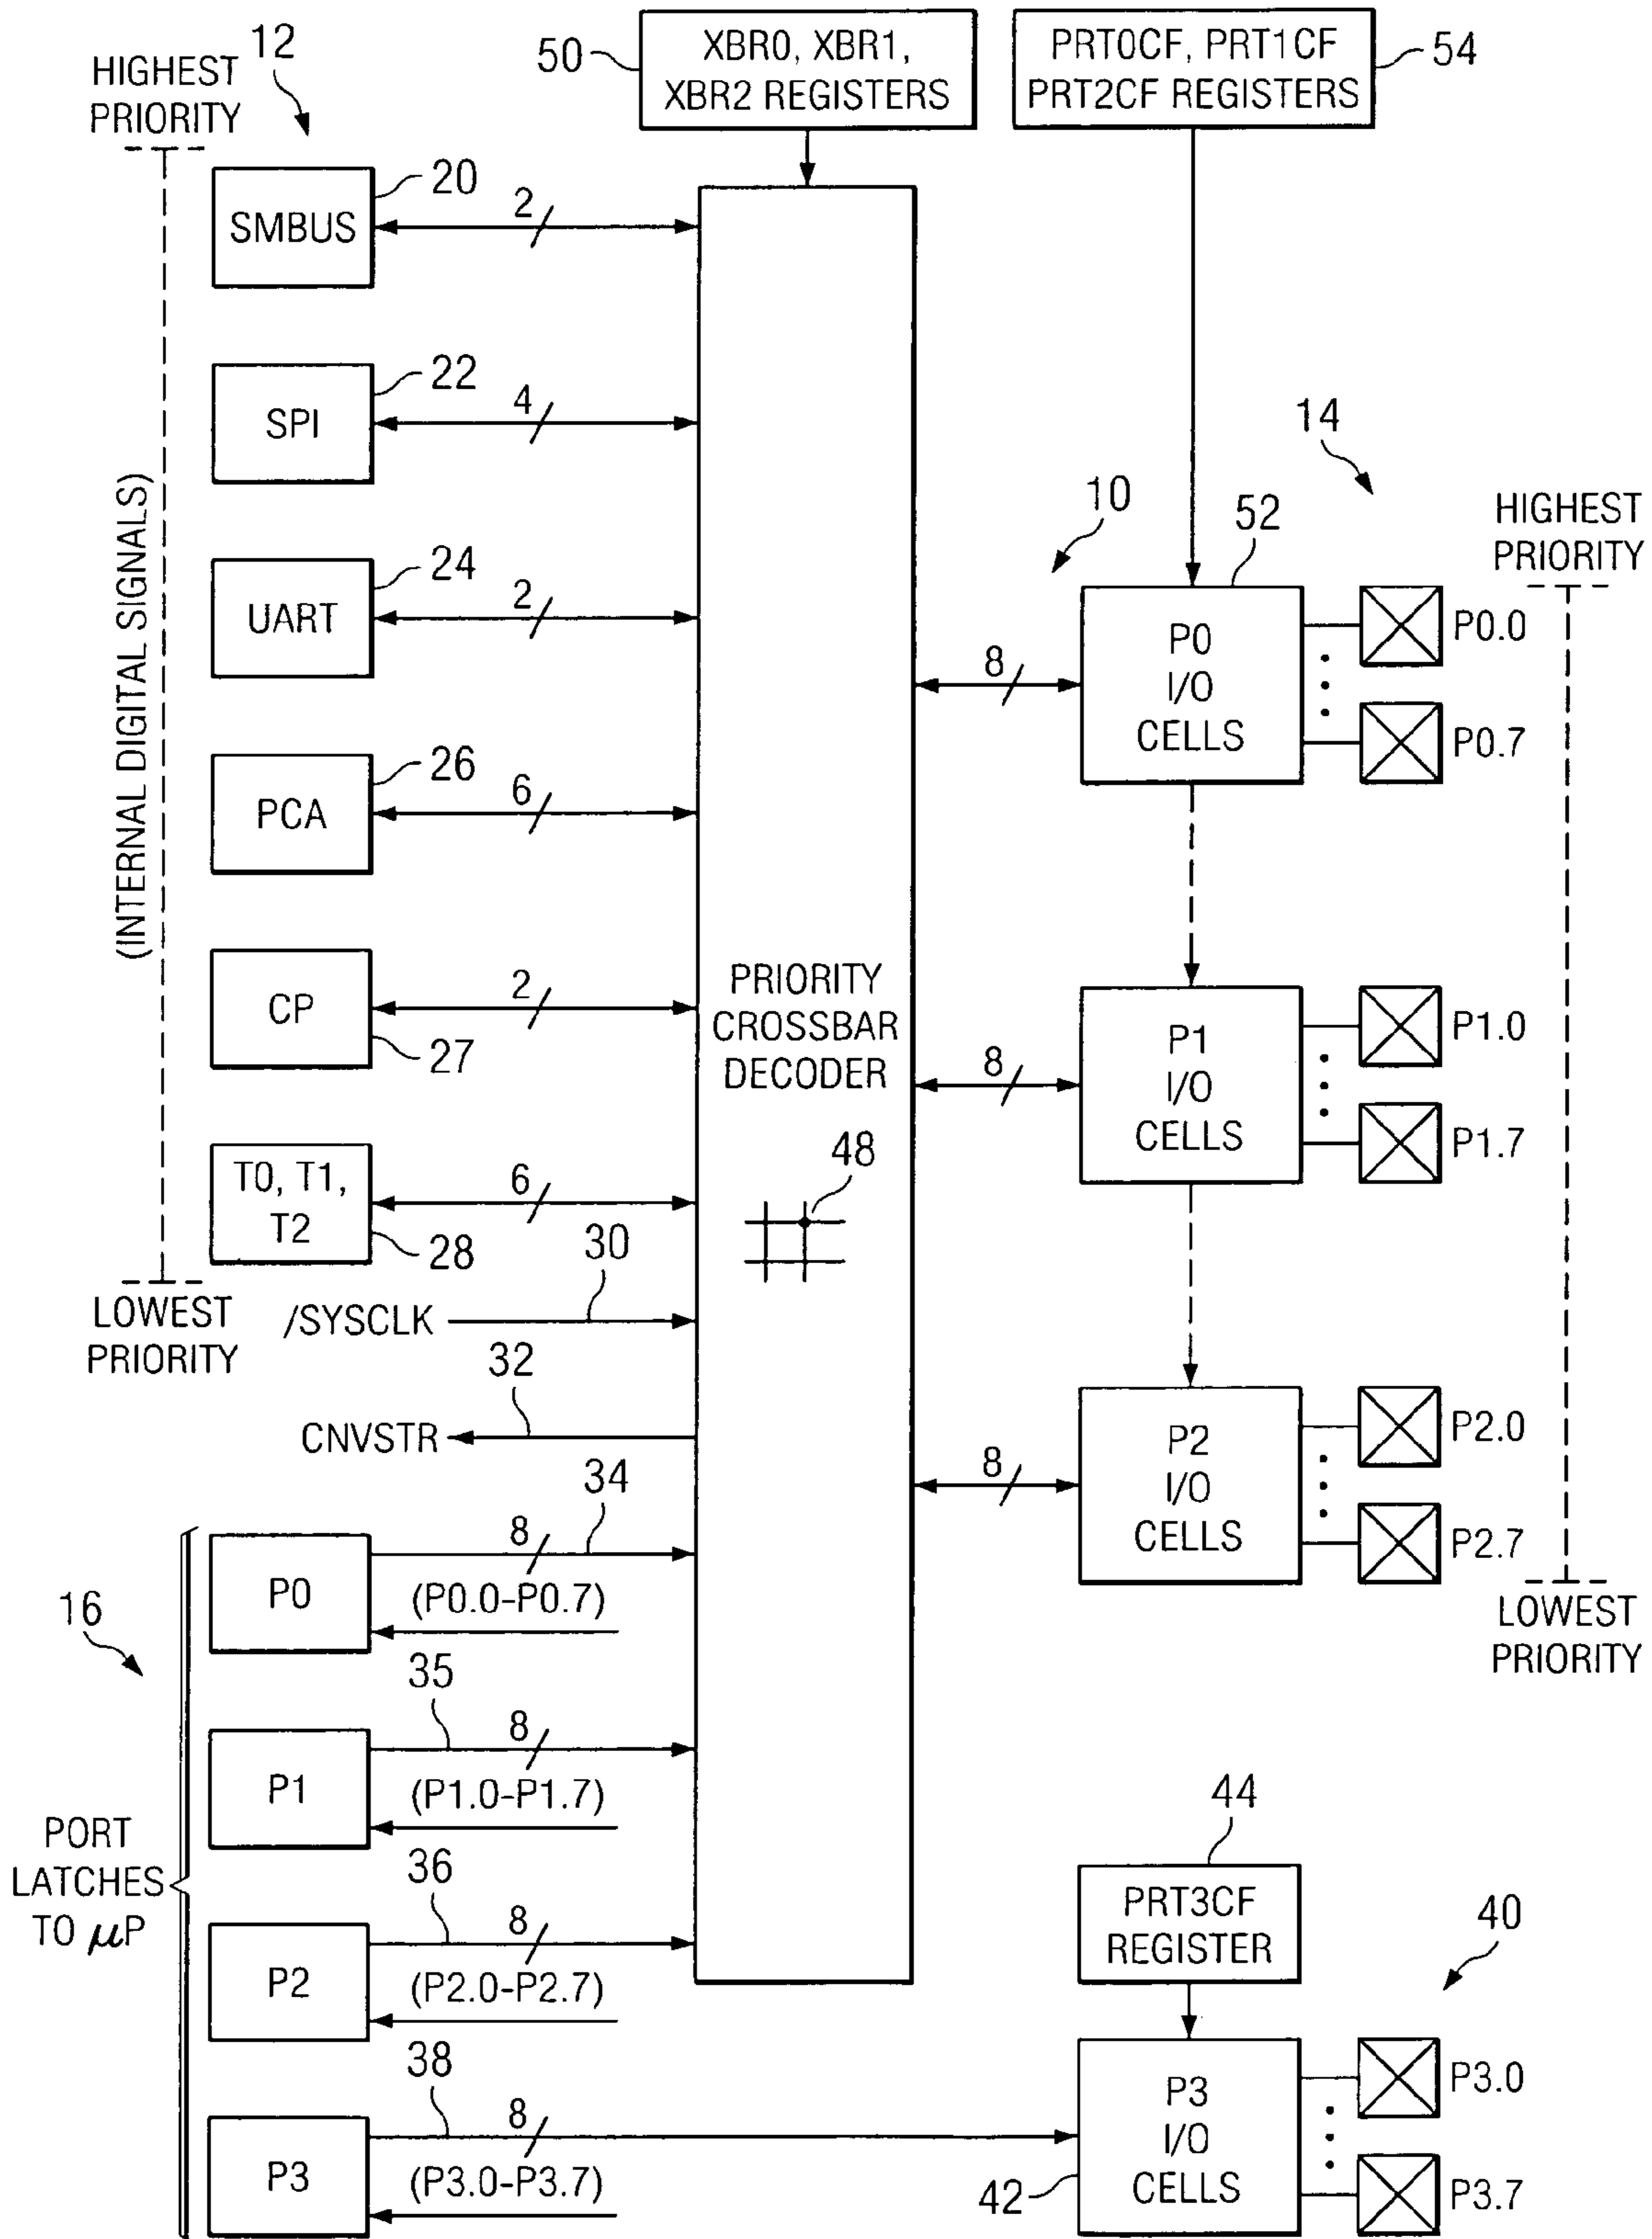 50
XBR0, XBR1,
XBR2 REGISTERS
PRT0CF, PRT1CF
PRT2CF REGISTERS
54
HIGHEST
PRIORITY
12
(INTERNAL DIGITAL SIGNALS)
LOWEST
PRIORITY
SMBUS
20
2
SPI
22
4
UART
24
2
PCA
26
6
CP
27
2
T0, T1,
T2
28
6
/SYSCLK
30
CNVSTR
32
PRIORITY
CROSSBAR
DECODER
48
10
14
HIGHEST
PRIORITY
52
8
P0
I/O
CELLS
P0.0
P0.7
8
P1
I/O
CELLS
P1.0
P1.7
8
P2
I/O
CELLS
P2.0
P2.7
LOWEST
PRIORITY
16
PORT
LATCHES
TO μP
P0
8
34
(P0.0-P0.7)
P1
35
8
(P1.0-P1.7)
P2
36
8
(P2.0-P2.7)
P3
38
8
(P3.0-P3.7)
44
PRT3CF
REGISTER
40
42
P3
I/O
CELLS
P3.0
P3.7